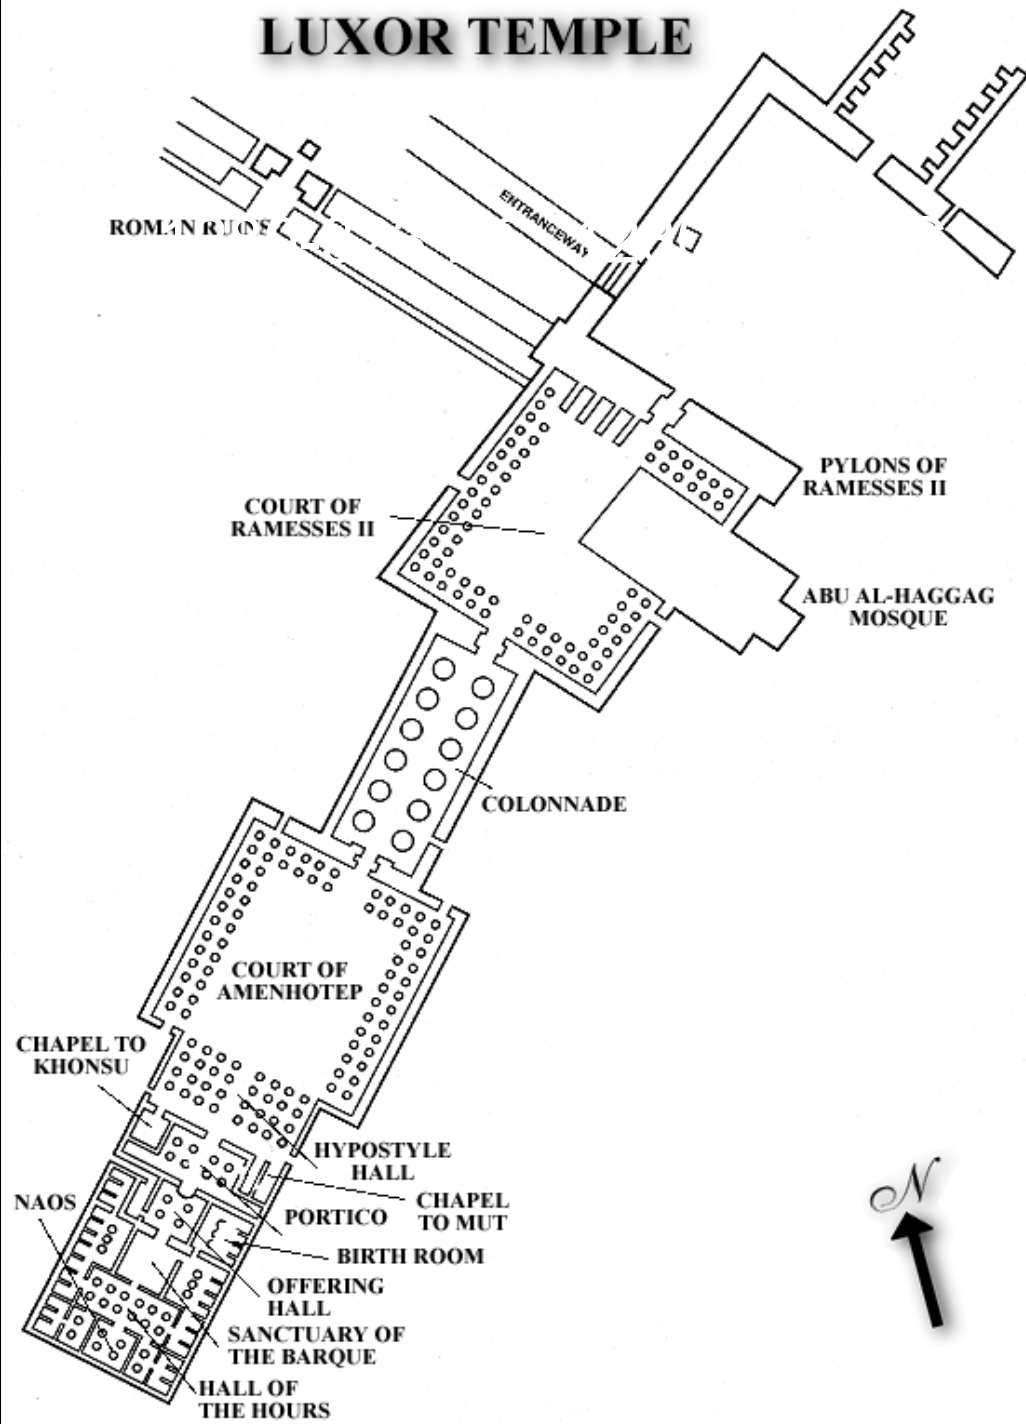 LUXOR TEMPLE
ENTRANCEWAY
ROMAN RUINS
PYLONS OF
RAMESSES II
COURT OF
RAMESSES II
ABU AL-HAGGAG
MOSQUE
COLONNADE
COURT OF
AMENHOTEP
CHAPEL TO
KHONSU
HYPOSTYLE
HALL
CHAPEL
TO MUT
NAOS
PORTICO
BIRTH ROOM
OFFERING
HALL
SANCTUARY OF
THE BARQUE
HALL OF
THE HOURS
N